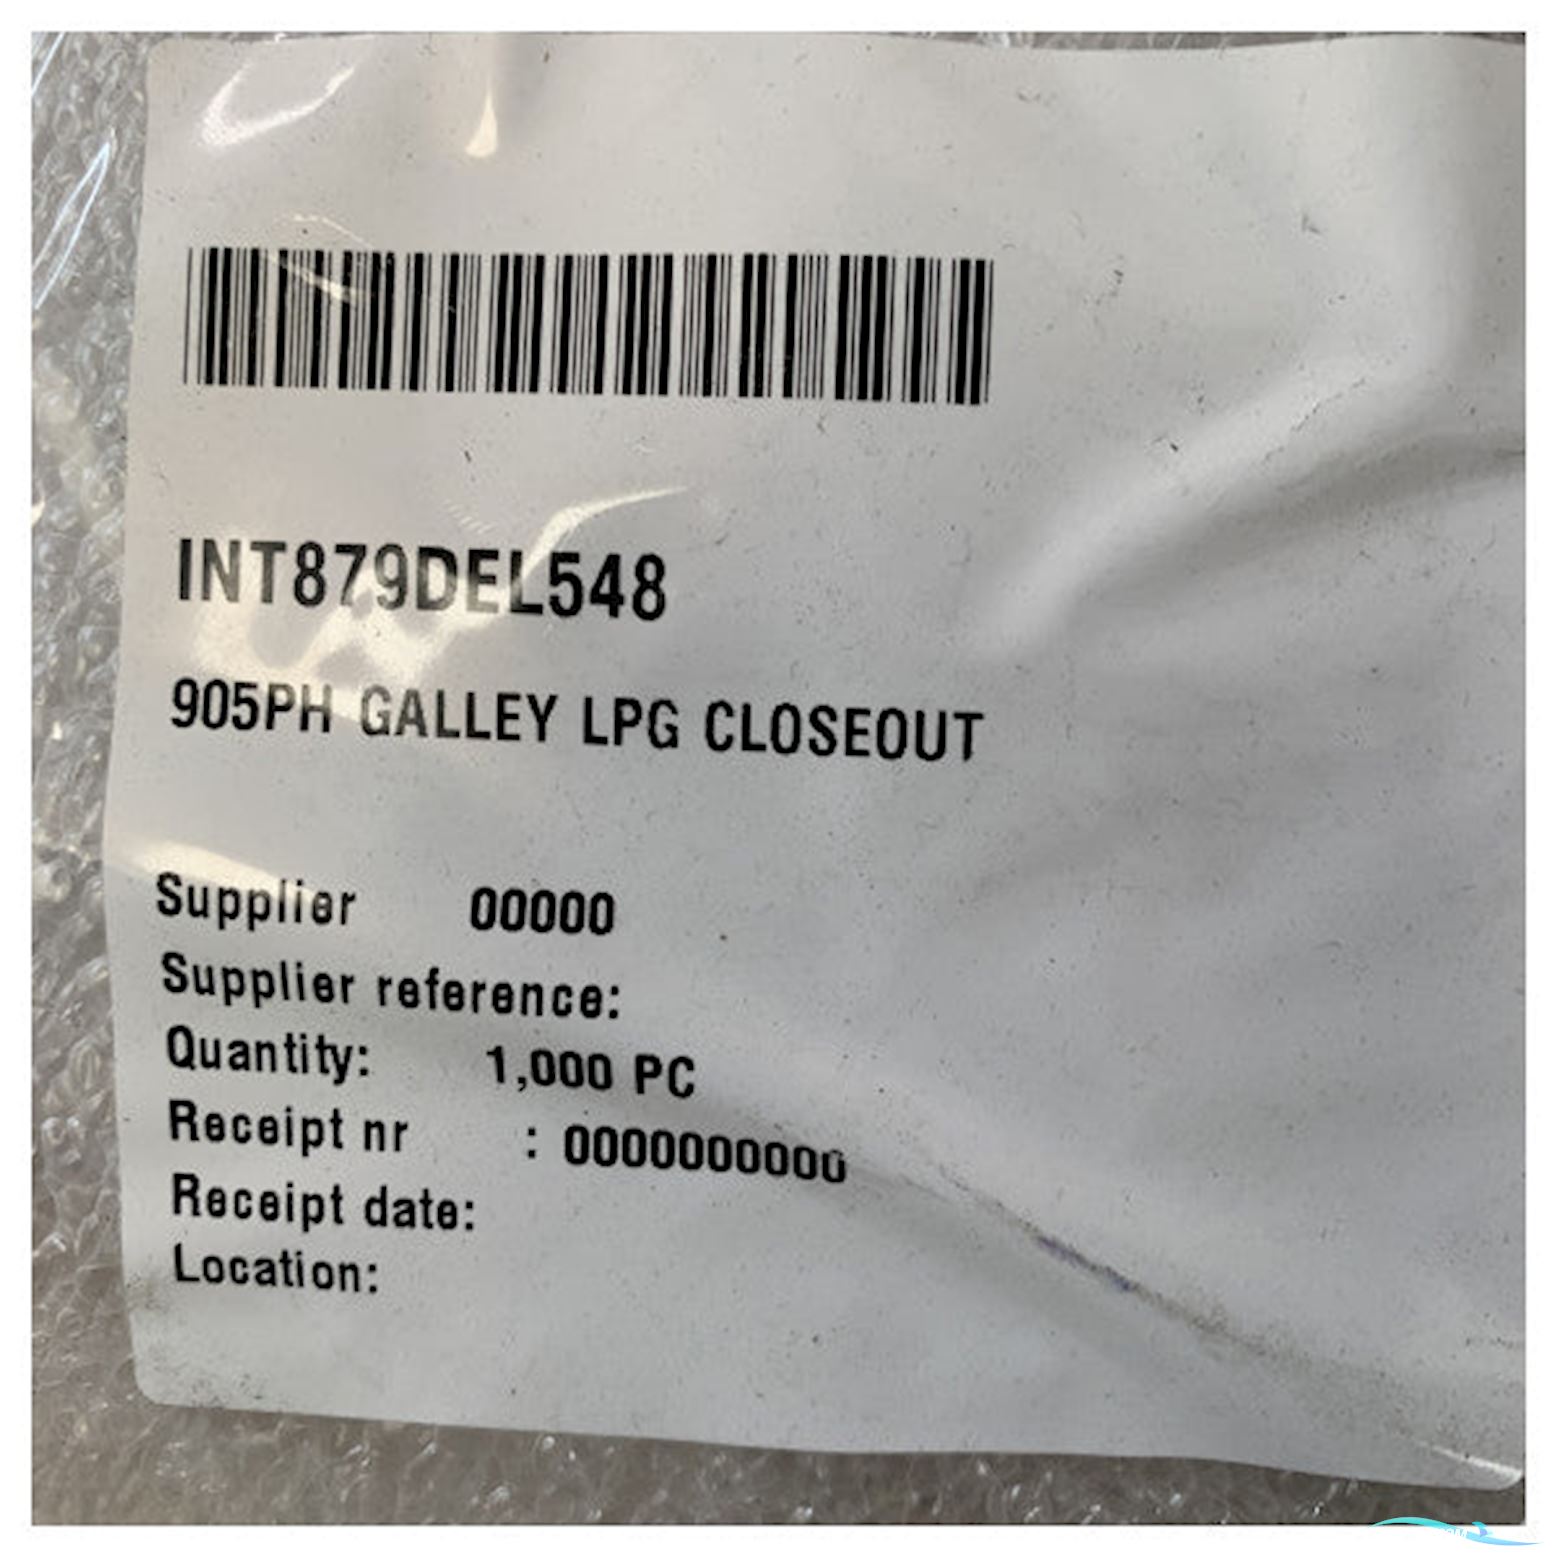 INT879DEL548
905PH GALLEY LPG CLOSEOUT
Supplier 00000
Supplier reference:
Quantity: 1,000 PC
Receipt nr : 0000000000
Receipt date:
Location: